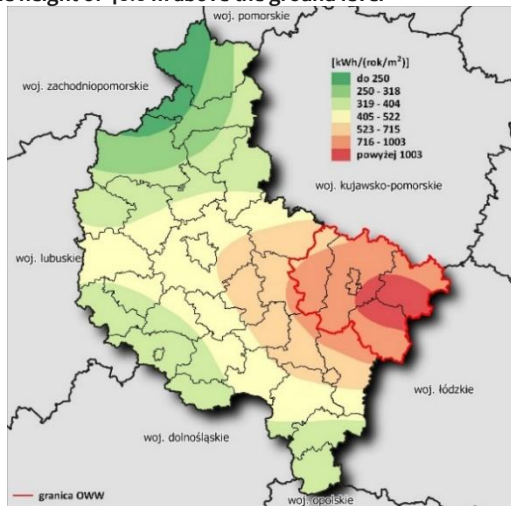 woj. pomorskie
woj. zachodniopomorskie
[kWh/(rok/m²)]
do 250
250 - 318
319 - 404
405 - 522
523 - 715
716 - 1003
powyżej 1003
woj. kujawsko-pomorskie
woj. lubuskie
woj. łódzkie
woj. dolnośląskie
granica OWW
woj. opolskie